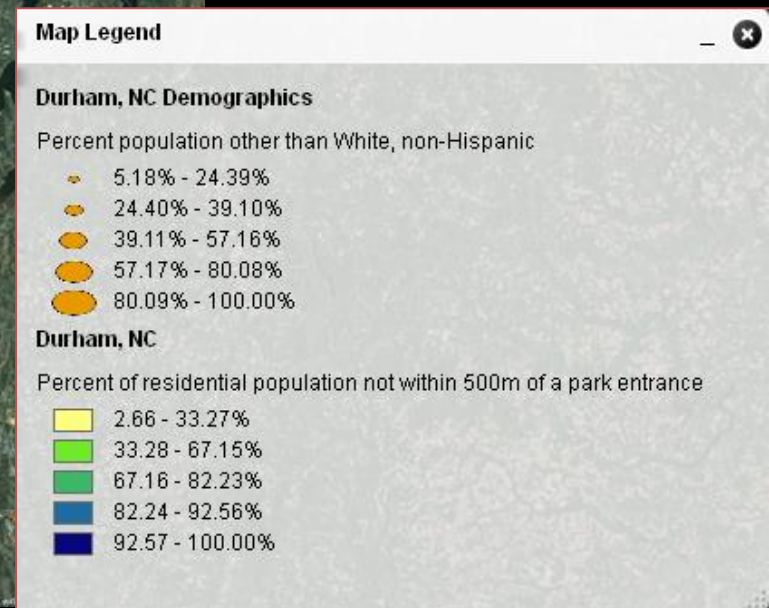 Map Legend
Durham, NC Demographics
Percent population other than White, non-Hispanic
5.18% - 24.39%
24.40% - 39.10%
39.11% - 57.16%
57.17% - 80.08%
80.09% - 100.00%
Durham, NC
Percent of residential population not within 500m of a park entrance
2.66 - 33.27%
33.28 - 67.15%
67.16 - 82.23%
82.24 - 92.56%
92.57 - 100.00%